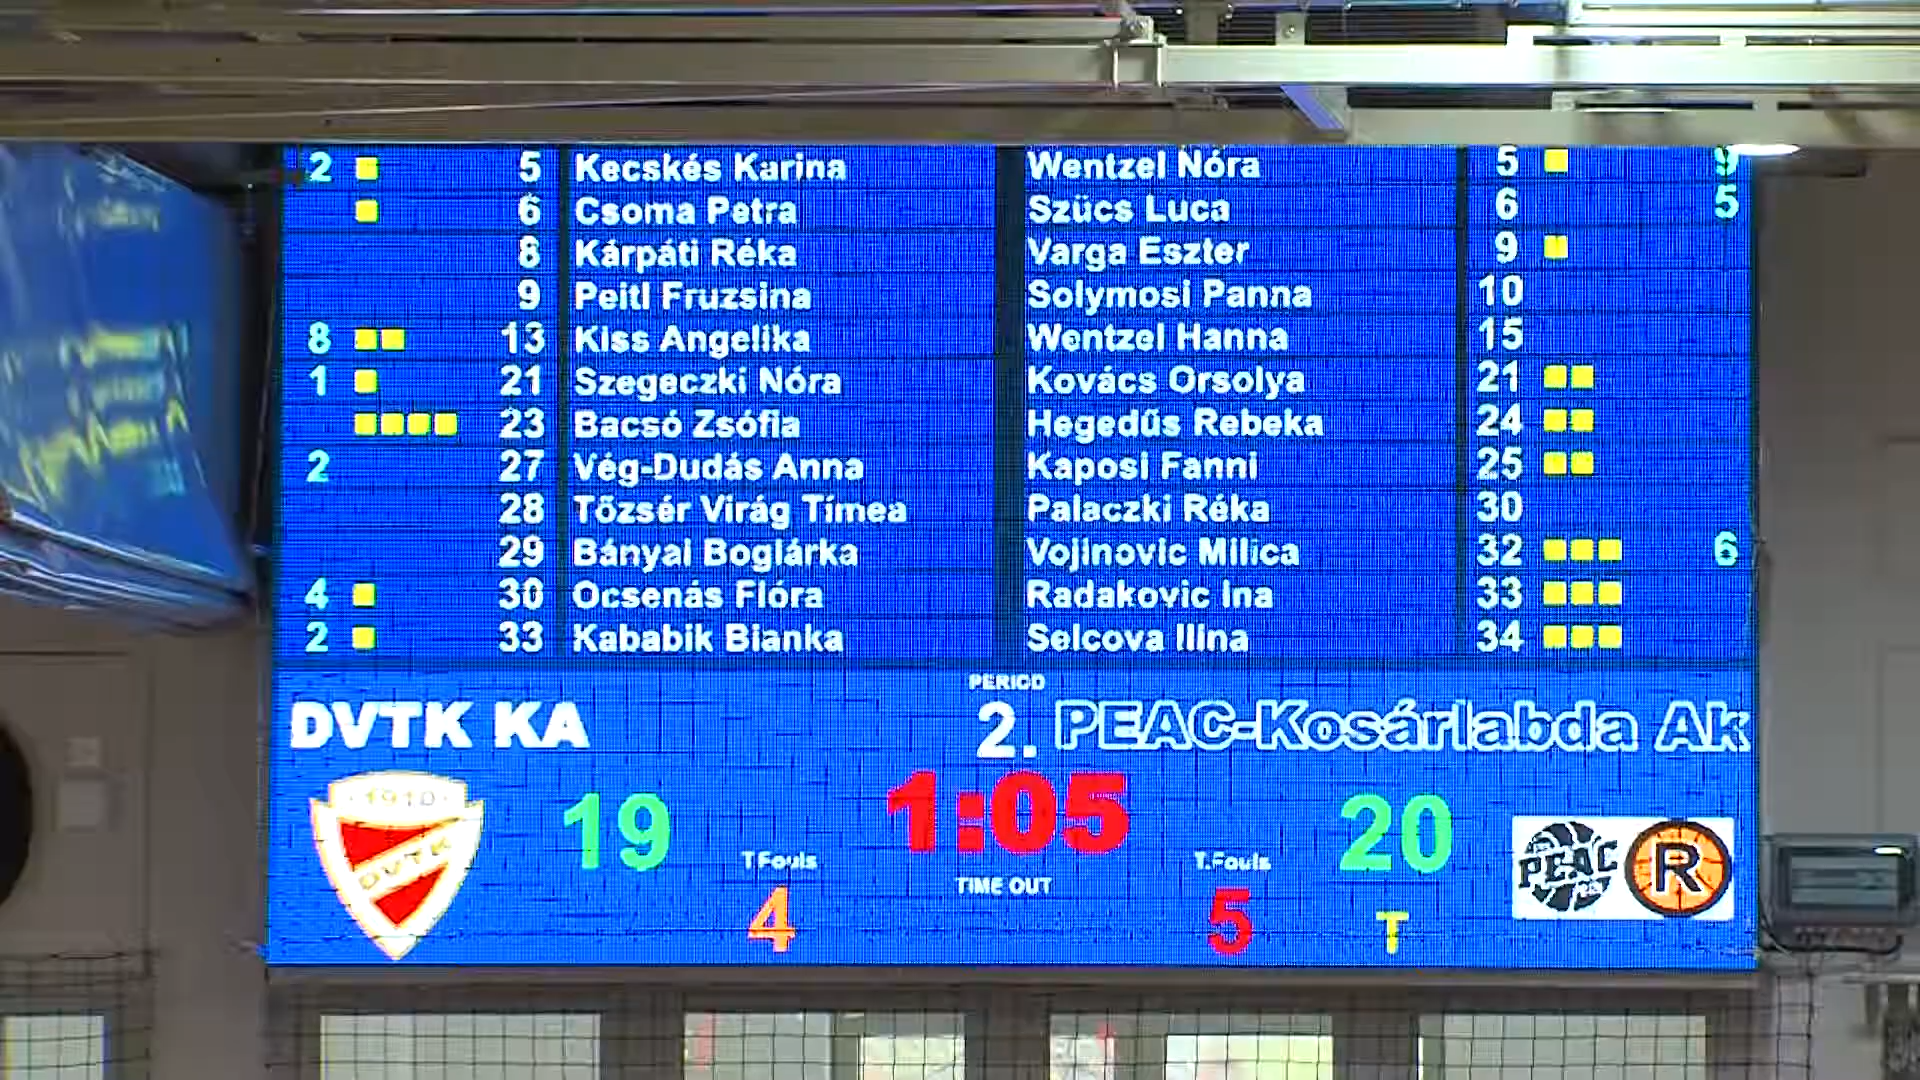 2 5 Kecskés Karina Wentzel Nóra 5 9
6 Csoma Petra Szücs Luca 6 5
8 Kárpáti Réka Varga Eszter 9
9 Peitl Fruzsina Solymosi Panna 10
8 13 Kiss Angelika Wentzel Hanna 15
1 21 Szegeczki Nóra Kovács Orsolya 21
23 Bacsó Zsófia Hegedűs Rebeka 24
2 27 Vég-Dudás Anna Kaposi Fanni 25
28 Tőzsér Virág Tímea Palaczki Réka 30
29 Bányai Boglárka Vojinovic Milica 32 6
4 30 Ocsenás Flóra Radakovic Ina 33
2 33 Kababik Bianka Selcova Ilina 34
PERIOD
DVTK KA 2. PEAC-Kosárlabda Ak
1910
DVTK
19 1:05 20
T.Fouls T.Fouls
TIME OUT
4 5 T
PEAC
R